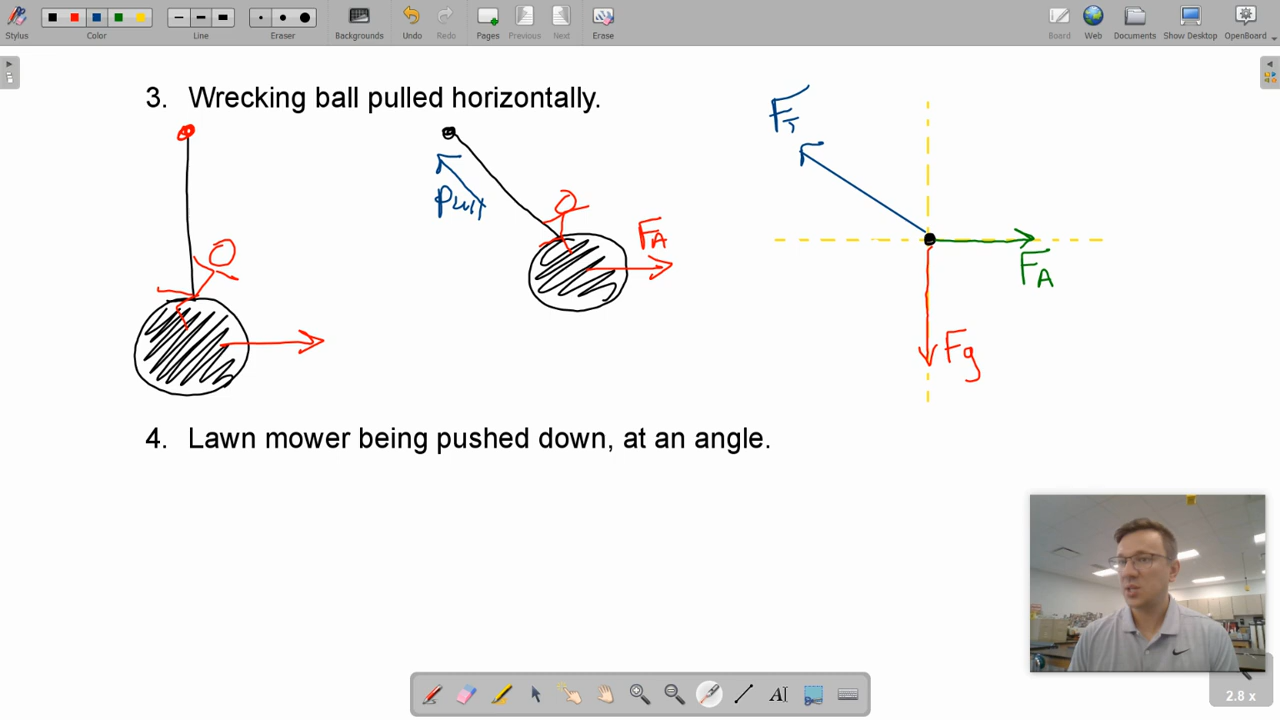 Stylus
Color
Line
Eraser
Backgrounds
Undo
Redo
Pages
Previous
Next
Erase
Board
Web
Documents
Show Desktop
OpenBoard
3. Wrecking ball pulled horizontally.
FT
Pull
FA
FA
Fg
4. Lawn mower being pushed down, at an angle.
2.8 x